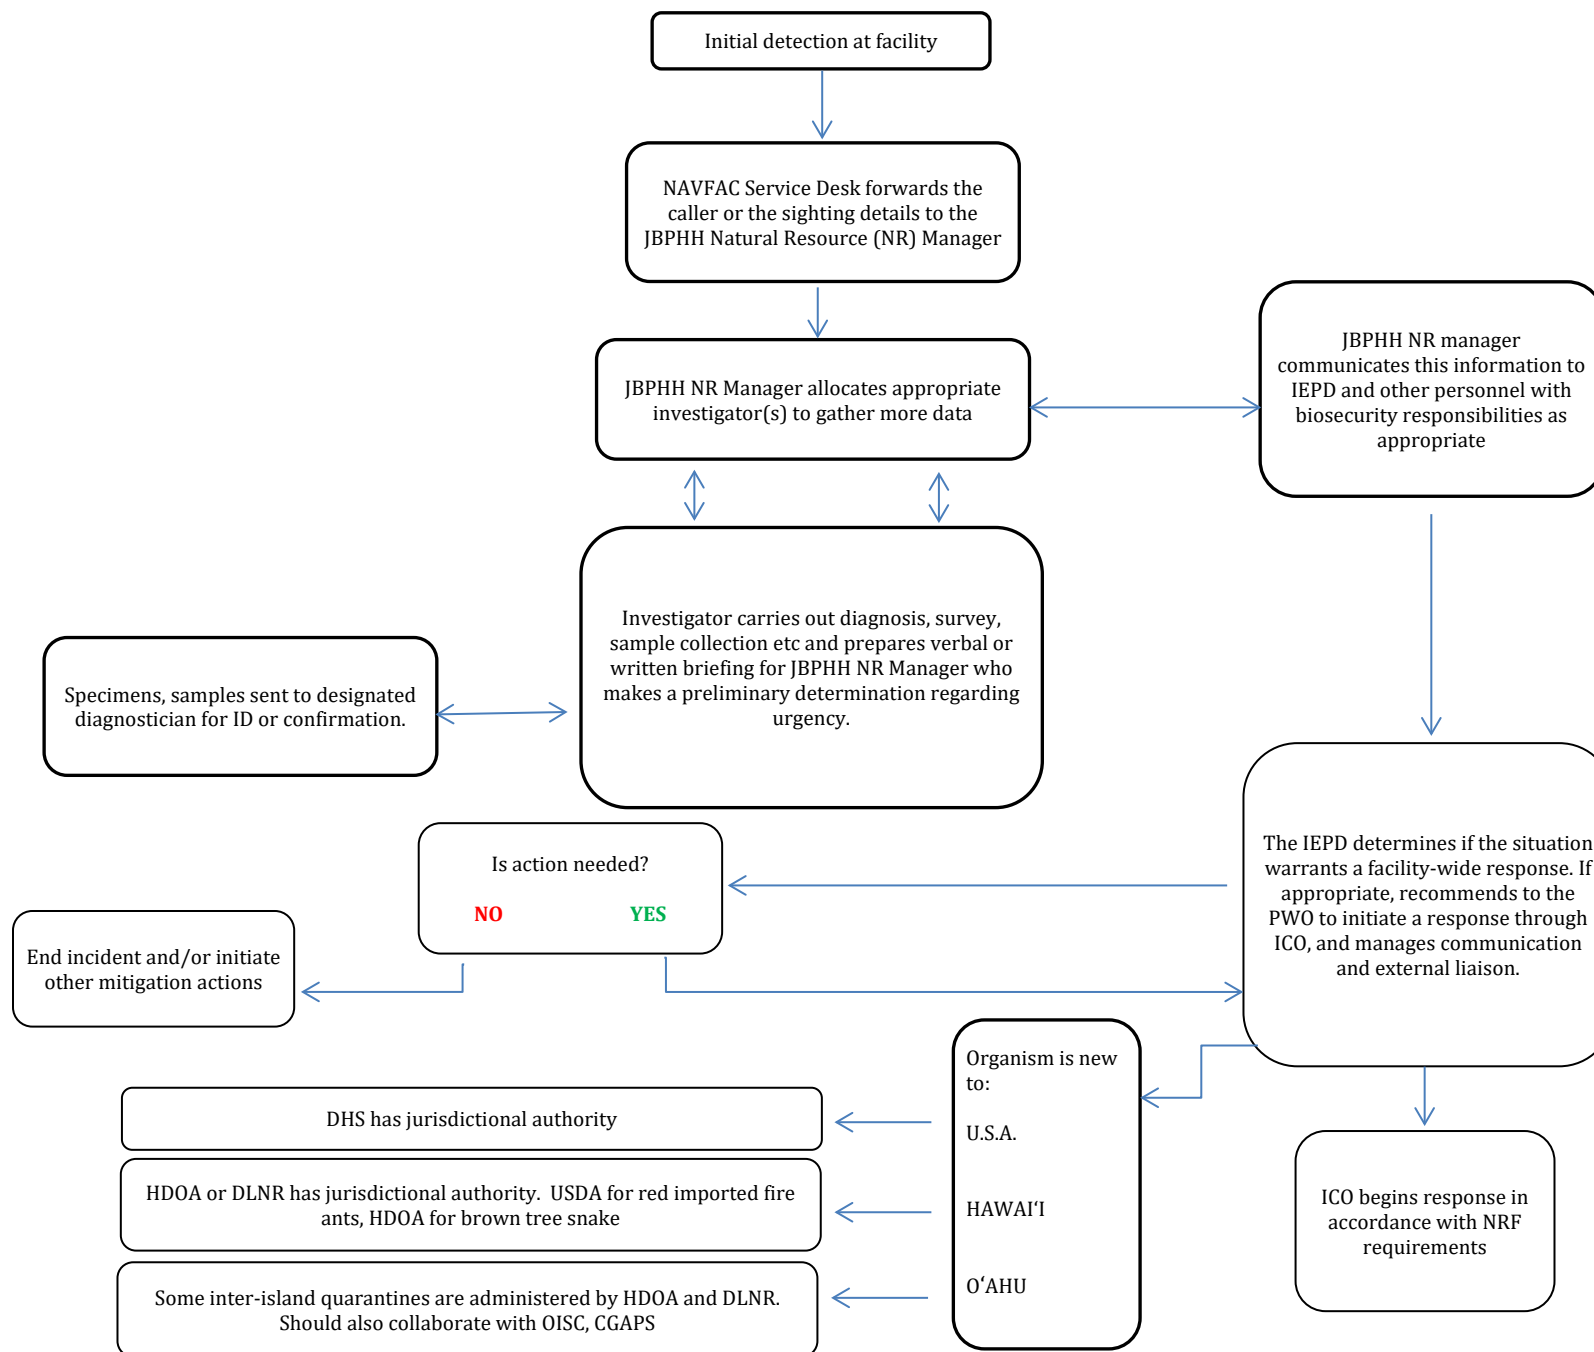 Initial detection at facility
NAVFAC Service Desk forwards the
caller or the sighting details to the
JBPHH Natural Resource (NR) Manager
JBPHH NR Manager allocates appropriate
investigator(s) to gather more data
JBPHH NR manager
communicates this information to
IEPD and other personnel with
biosecurity responsibilities as
appropriate
Investigator carries out diagnosis, survey,
sample collection etc and prepares verbal or
written briefing for JBPHH NR Manager who
makes a preliminary determination regarding
urgency.
Specimens, samples sent to designated
diagnostician for ID or confirmation.
The IEPD determines if the situation
warrants a facility-wide response. If
appropriate, recommends to the
PWO to initiate a response through
ICO, and manages communication
and external liaison.
Is action needed?
NO YES
End incident and/or initiate
other mitigation actions
Organism is new
to:
U.S.A.
HAWAIʻI
OʻAHU
DHS has jurisdictional authority
HDOA or DLNR has jurisdictional authority.  USDA for red imported fire
ants, HDOA for brown tree snake
Some inter-island quarantines are administered by HDOA and DLNR.
Should also collaborate with OISC, CGAPS
ICO begins response in
accordance with NRF
requirements